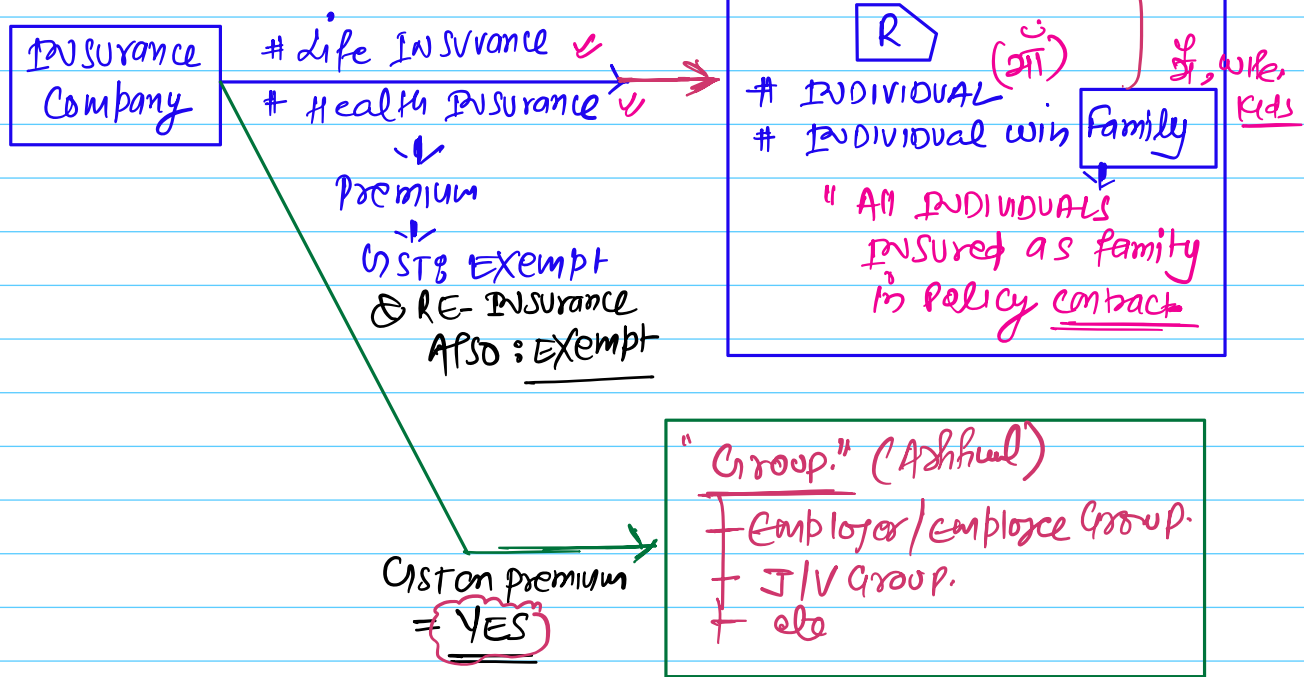 INSURANCE
Company
# Life INSURANCE
# Health INSURANCE
Premium
GST: EXempt
& RE-INSURANCE
Also : EXempt
R
(माँ)
# INDIVIDUAL
# INDIVIDUAL with Family
मैं, wife,
Kids
" All INDIVIDUALS
INSUred as family
in Policy contract
GST on premium
= YES
"Group."
Employer/employee Group.
J/V Group.
etc